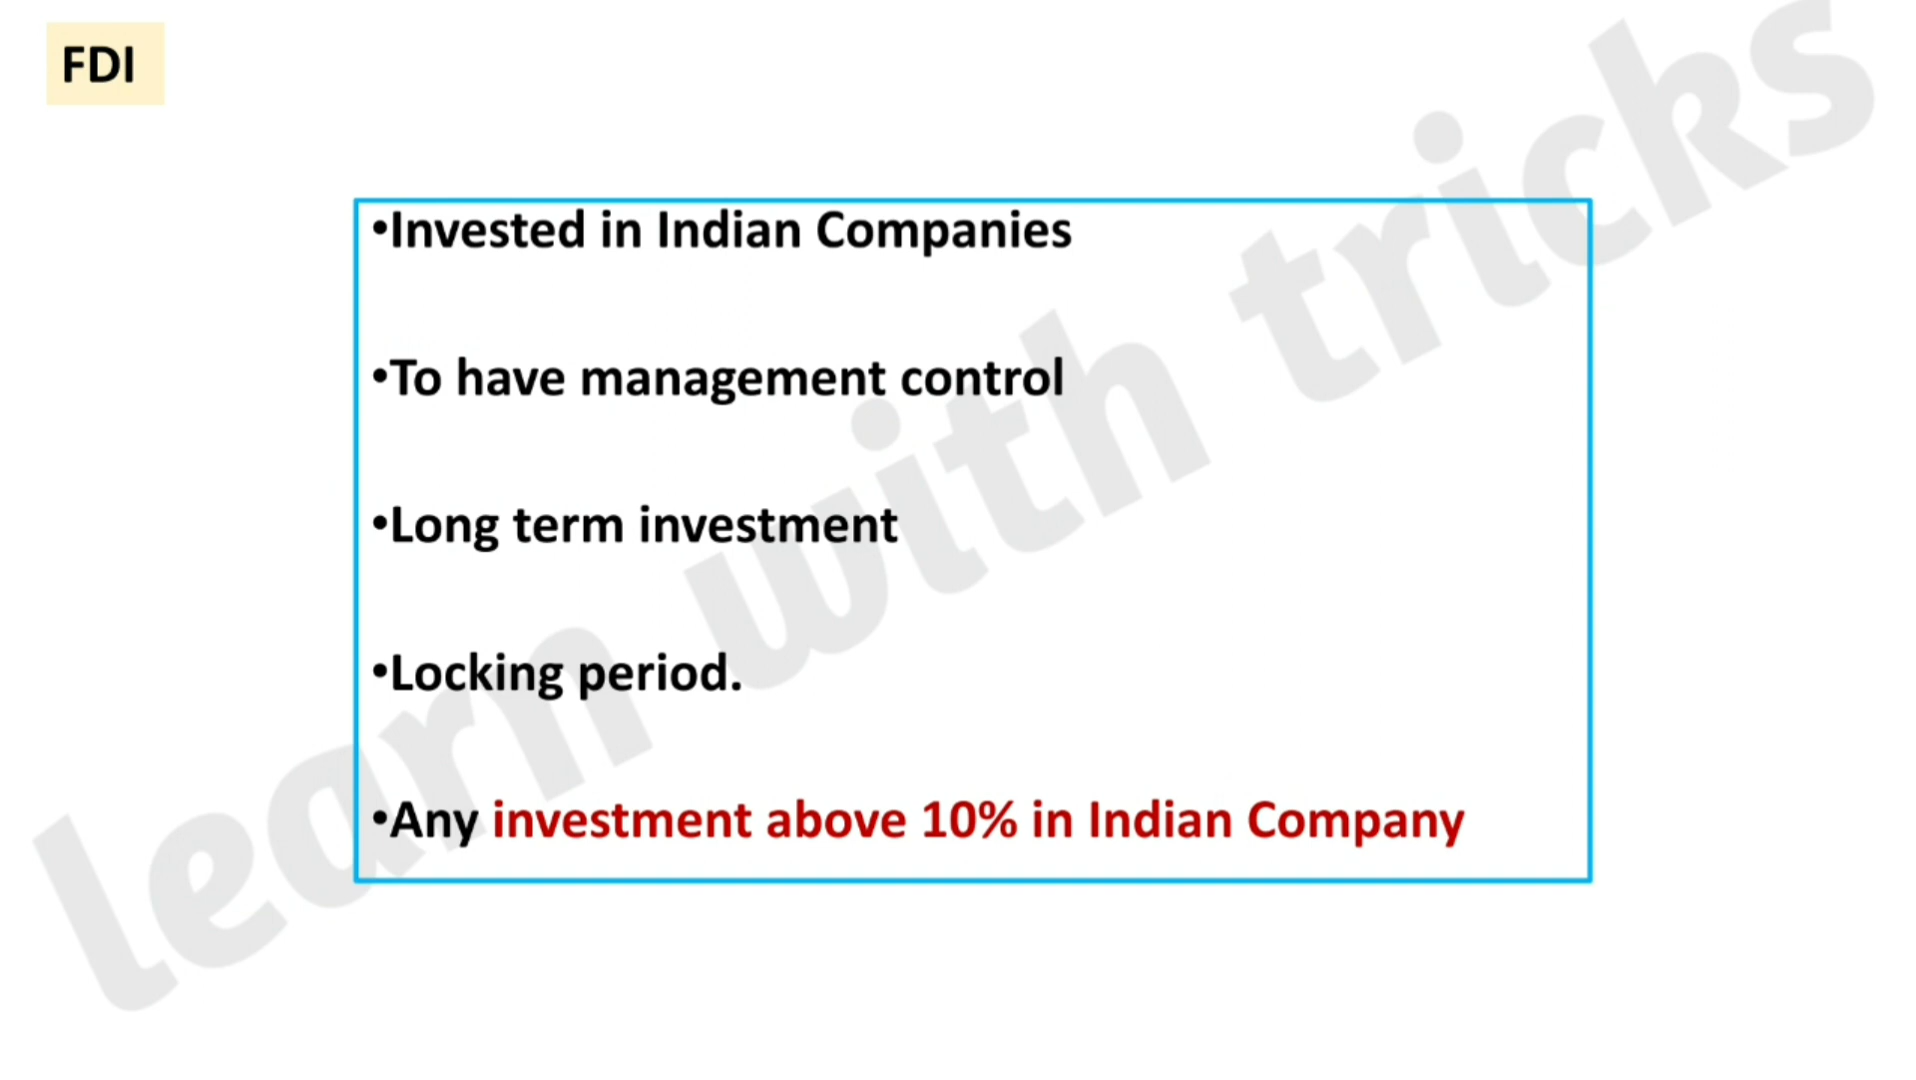 FDI
•Invested in Indian Companies
•To have management control
•Long term investment
•Locking period.
•Any investment above 10% in Indian Company
learn with tricks